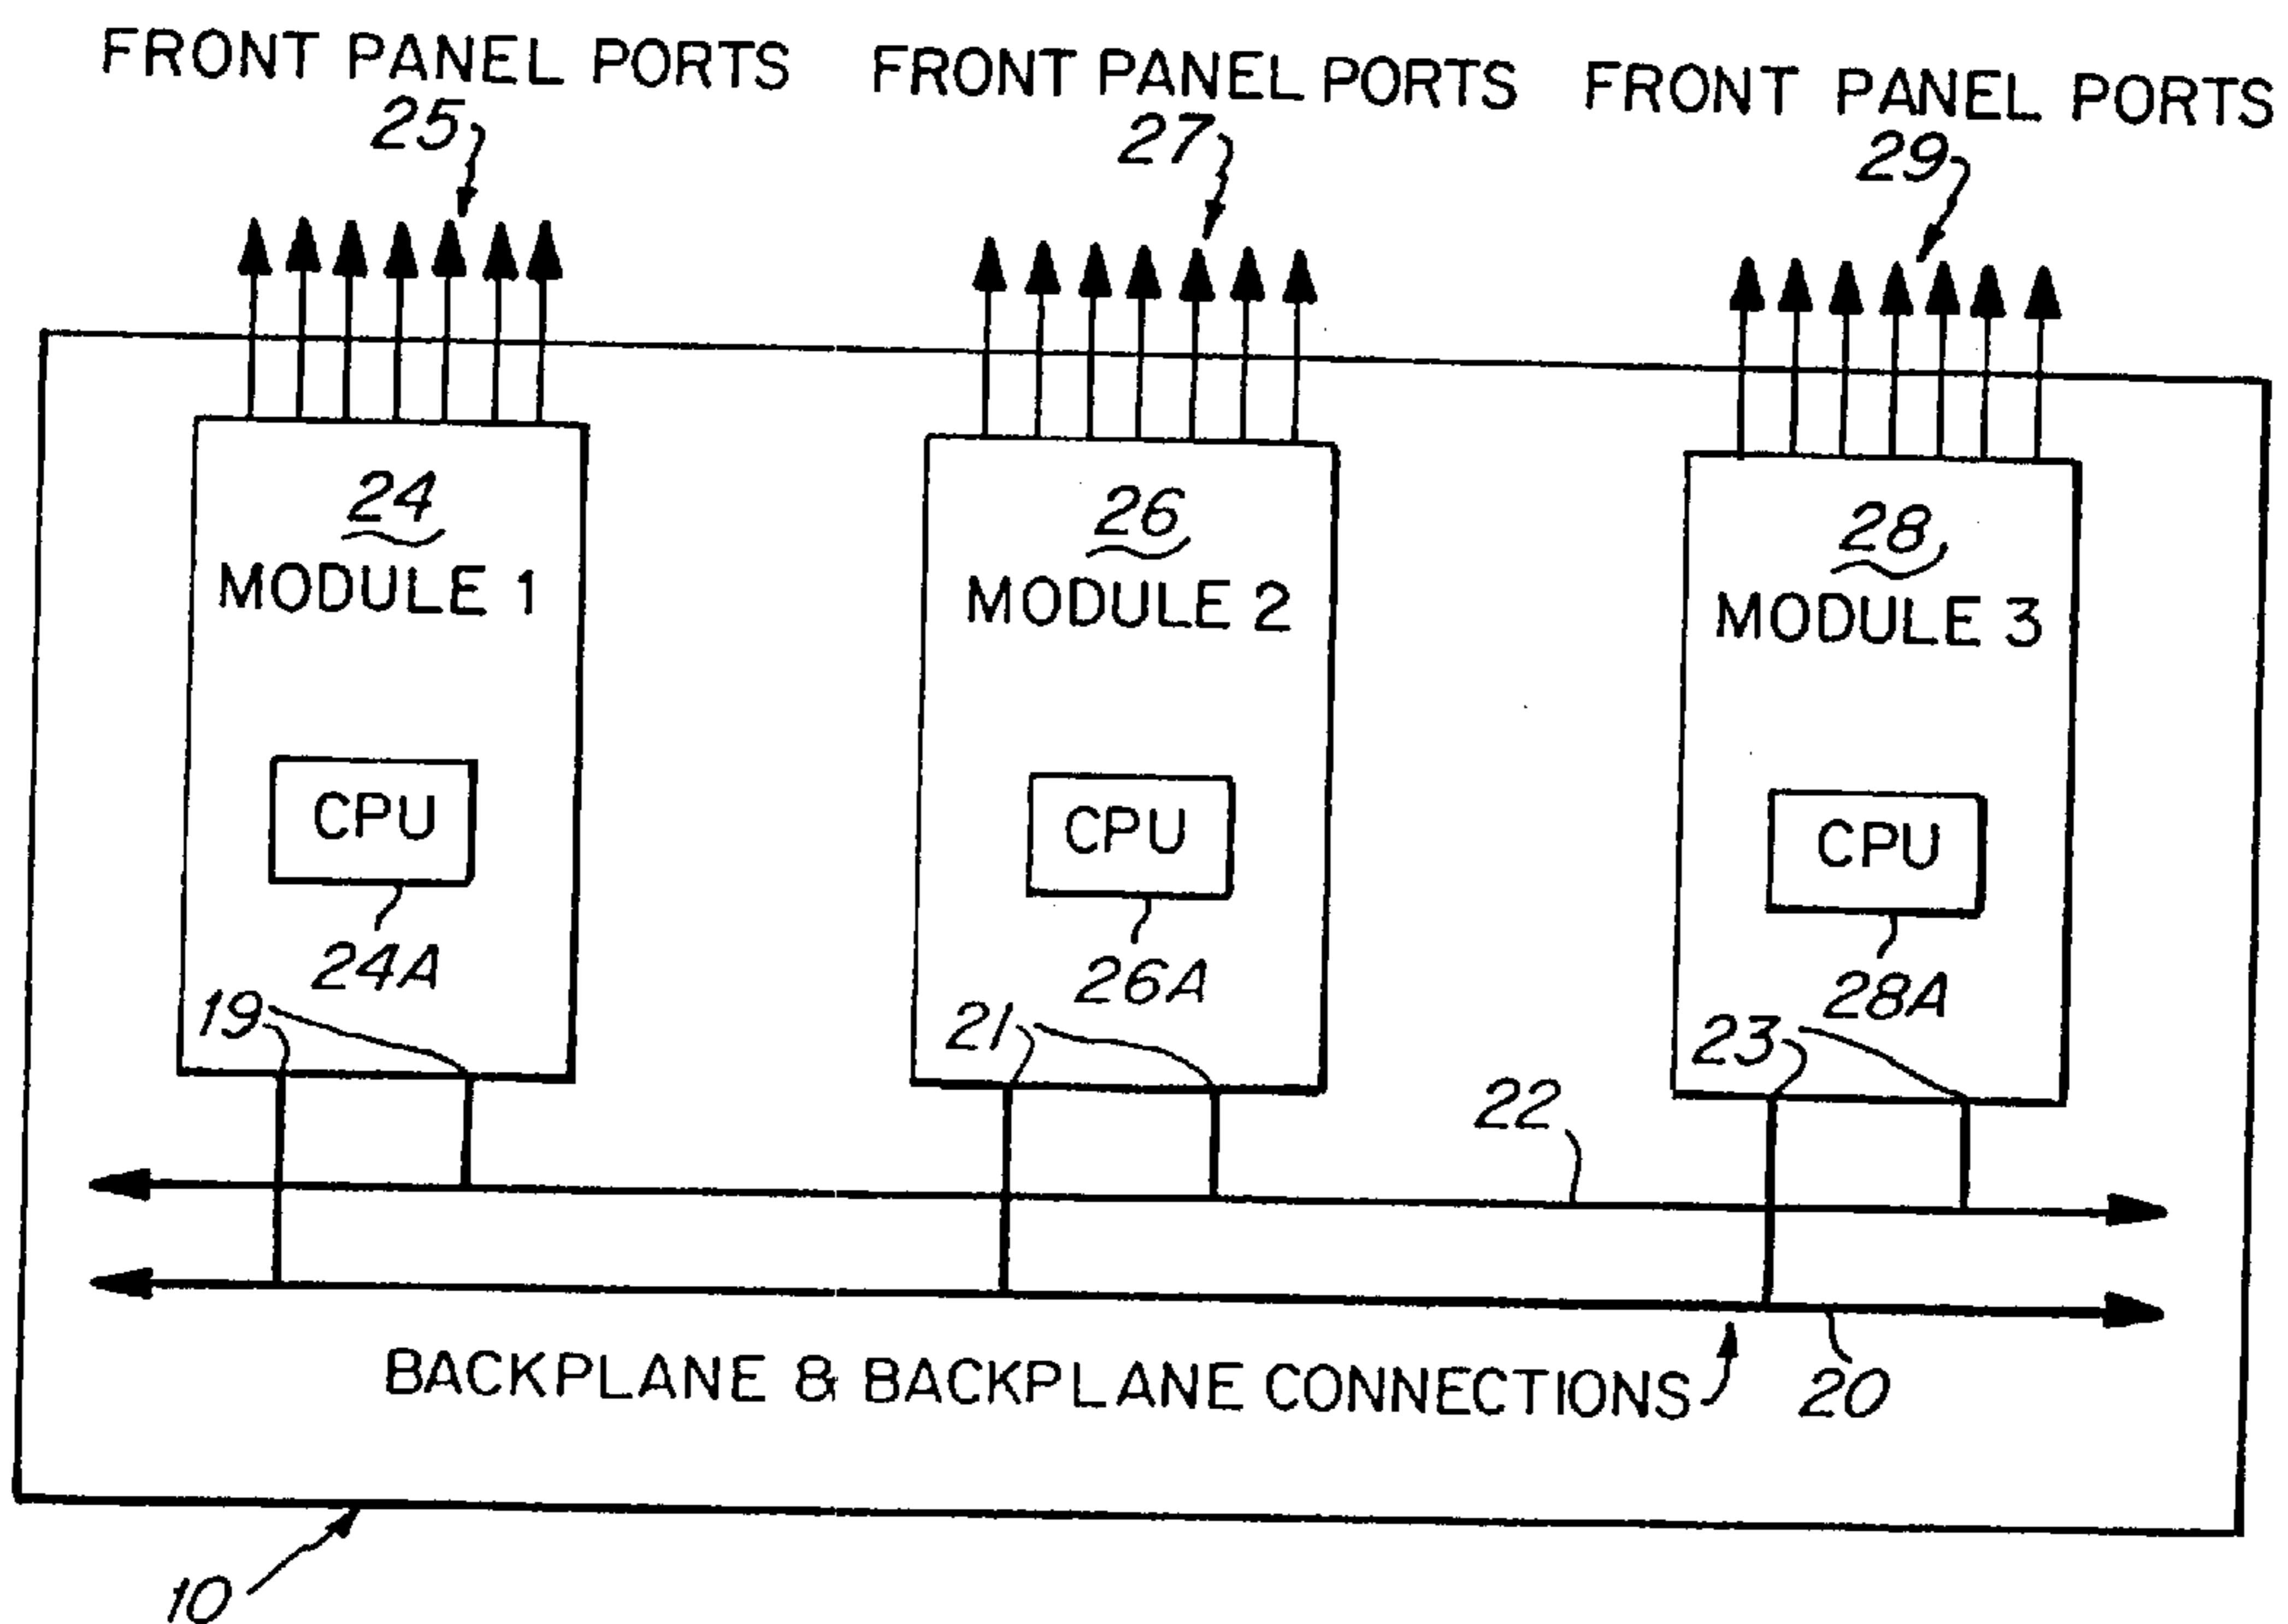 FRONT PANEL PORTS
25
FRONT PANEL PORTS
27
FRONT PANEL PORTS
29
24
MODULE 1
CPU
24A
19
26
MODULE 2
CPU
26A
21
28
MODULE 3
CPU
28A
23
22
BACKPLANE & BACKPLANE CONNECTIONS
20
10